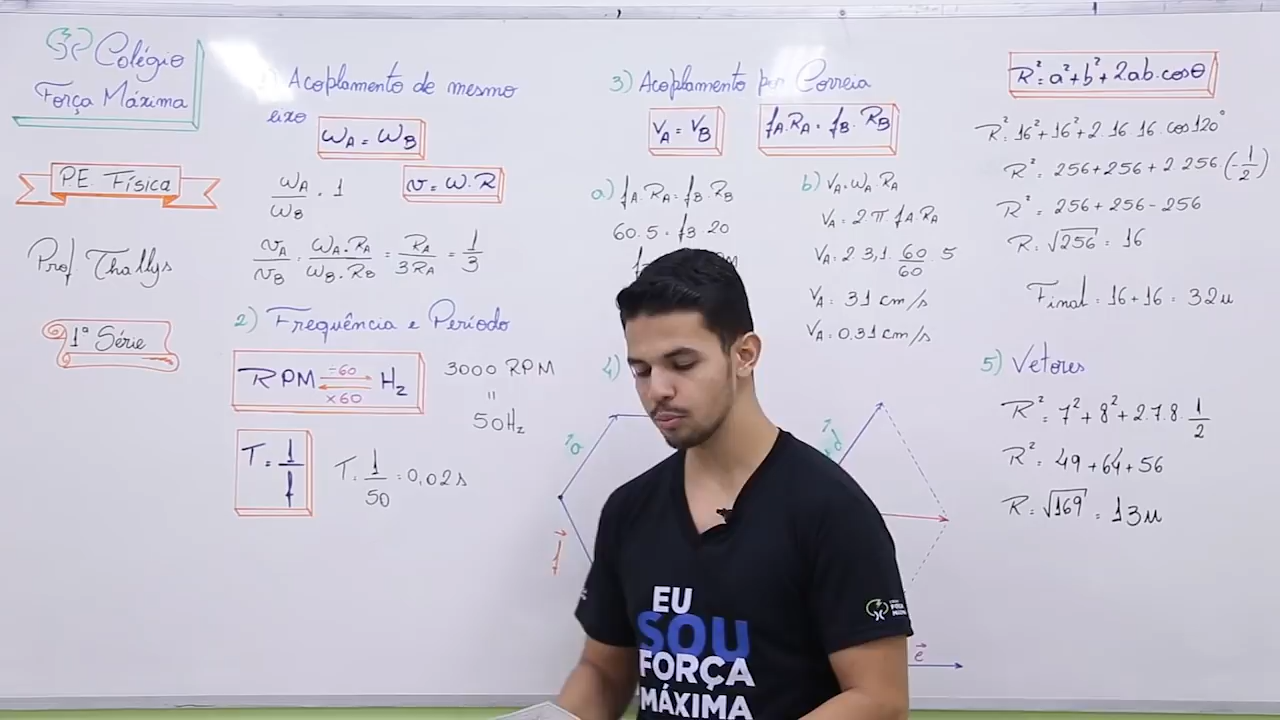 Colégio
Força Máxima
P.E. Física
Prof Thallys
1ª Série
Acoplamento de mesmo
eixo
ωA = ωB
ωA/ωB = 1
v = ω.R
vA/vB = ωA.RA/ωB.RB = RA/3RA = 1/3
2) Frequência e Período
RPM ÷60 ×60 Hz
3000 RPM
=
50Hz
T = 1/f
T = 1/50 = 0,02s
3) Acoplamento por Correia
VA = VB
fA.RA = fB.RB
a) fA.RA = fB.RB
60.5 = fB.20
b) VA = ωA.RA
VA = 2π.fA.RA
VA = 2.3,1.60/60.5
VA = 31 cm/s
VA = 0,31 cm/s
4)
a
d
f
e
R² = a² + b² + 2ab.cosθ
R² = 16² + 16² + 2.16.16.cos120°
R² = 256 + 256 + 2.256.(-1/2)
R² = 256 + 256 - 256
R = √256 = 16
Final = 16 + 16 = 32u
5) Vetores
R² = 7² + 8² + 2.7.8.1/2
R² = 49 + 64 + 56
R = √169 = 13u
EU
SOU
FORÇA
MÁXIMA